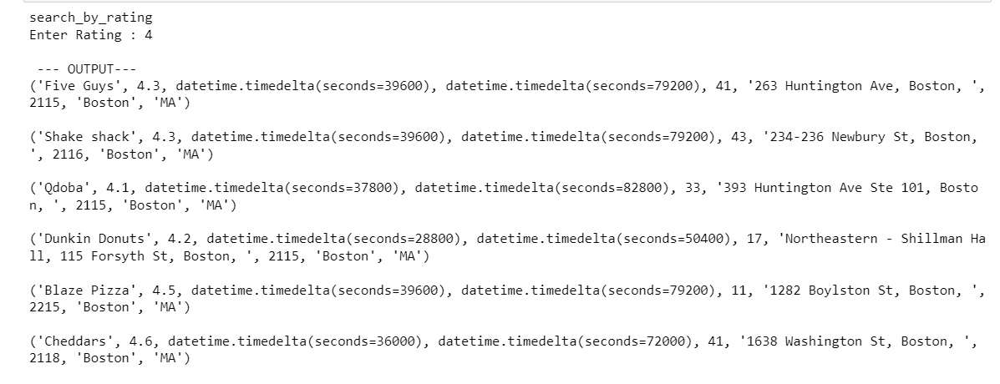 search_by_rating
Enter Rating : 4
--- OUTPUT---
('Five Guys', 4.3, datetime.timedelta(seconds=39600), datetime.timedelta(seconds=79200), 41, '263 Huntington Ave, Boston, ',
2115, 'Boston', 'MA')
('Shake shack', 4.3, datetime.timedelta(seconds=39600), datetime.timedelta(seconds=79200), 43, '234-236 Newbury St, Boston,
', 2116, 'Boston', 'MA')
('Qdoba', 4.1, datetime.timedelta(seconds=37800), datetime.timedelta(seconds=82800), 33, '393 Huntington Ave Ste 101, Bosto
n, ', 2115, 'Boston', 'MA')
('Dunkin Donuts', 4.2, datetime.timedelta(seconds=28800), datetime.timedelta(seconds=50400), 17, 'Northeastern - Shillman Ha
ll, 115 Forsyth St, Boston, ', 2115, 'Boston', 'MA')
('Blaze Pizza', 4.5, datetime.timedelta(seconds=39600), datetime.timedelta(seconds=79200), 11, '1282 Boylston St, Boston, ',
2215, 'Boston', 'MA')
('Cheddars', 4.6, datetime.timedelta(seconds=36000), datetime.timedelta(seconds=72000), 41, '1638 Washington St, Boston, ',
2118, 'Boston', 'MA')